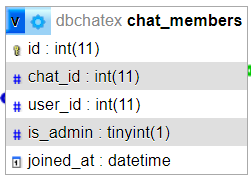 V dbchatex chat_members
id : int(11)
# chat_id : int(11)
# user_id : int(11)
# is_admin : tinyint(1)
joined_at : datetime